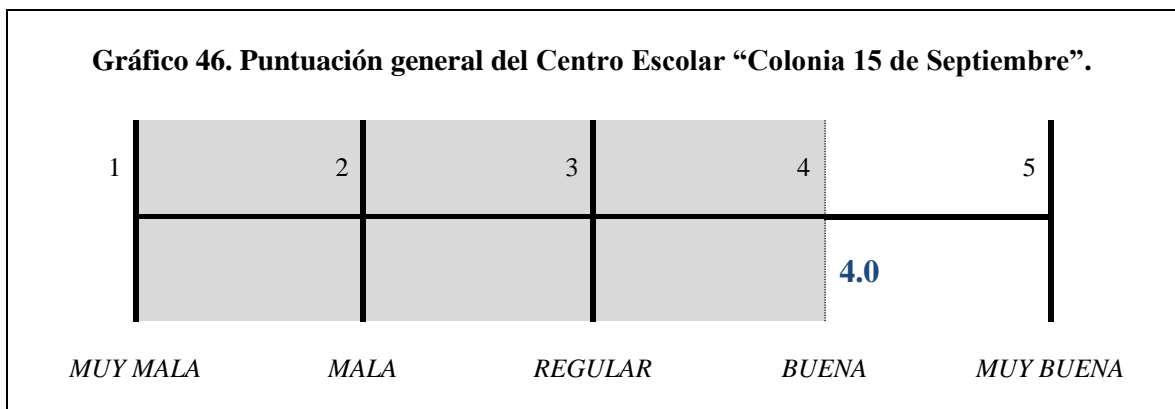 Gráfico 46. Puntuación general del Centro Escolar “Colonia 15 de Septiembre”.
1 2 3 4 5
4.0
MUY MALA MALA REGULAR BUENA MUY BUENA